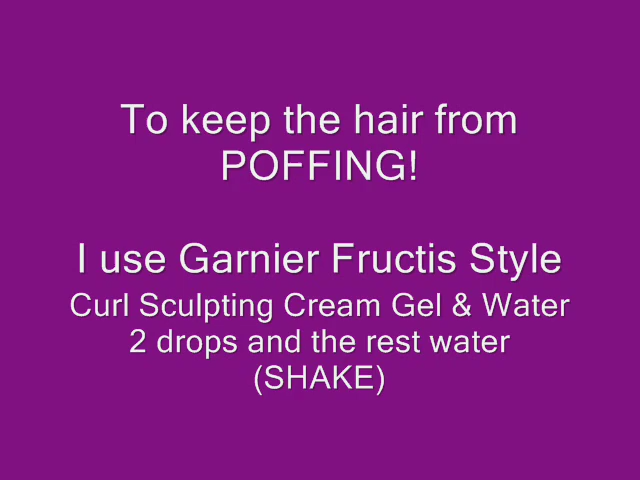 To keep the hair from
POFFING!
I use Garnier Fructis Style
Curl Sculpting Cream Gel & Water
2 drops and the rest water
(SHAKE)